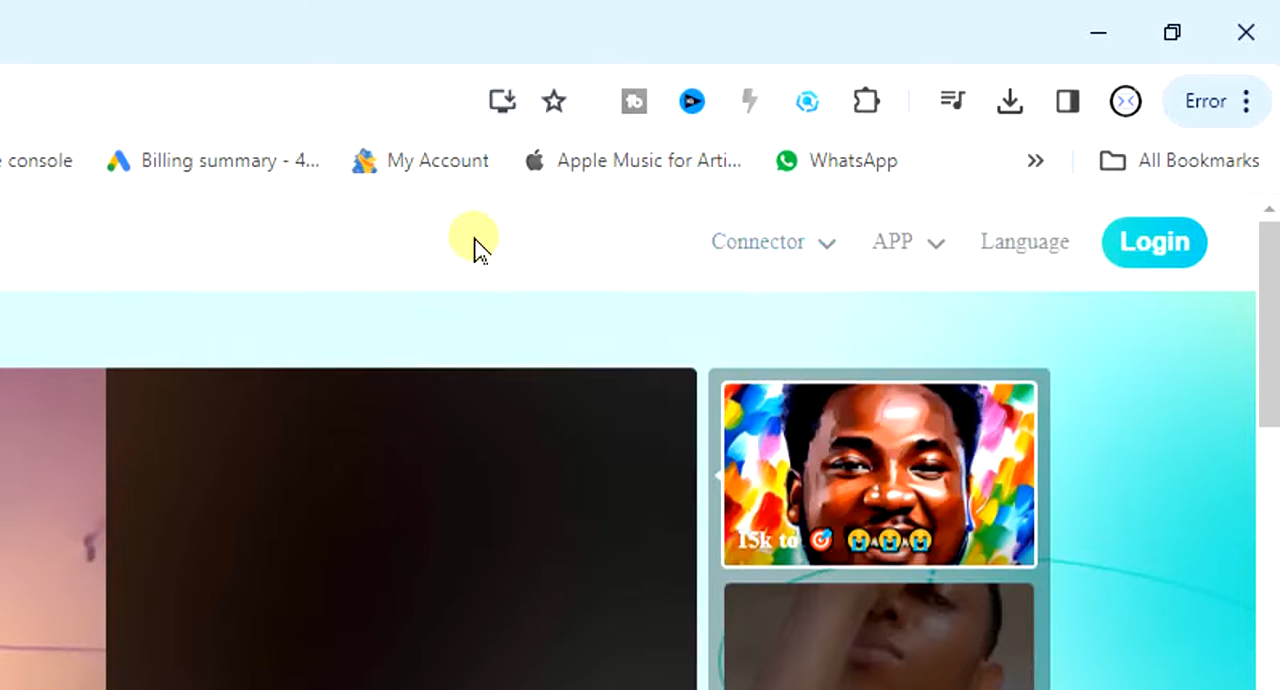 Error
e console Billing summary - 4... My Account Apple Music for Arti... WhatsApp All Bookmarks
Connector APP Language Login
15k to 🎯 😭😭😭